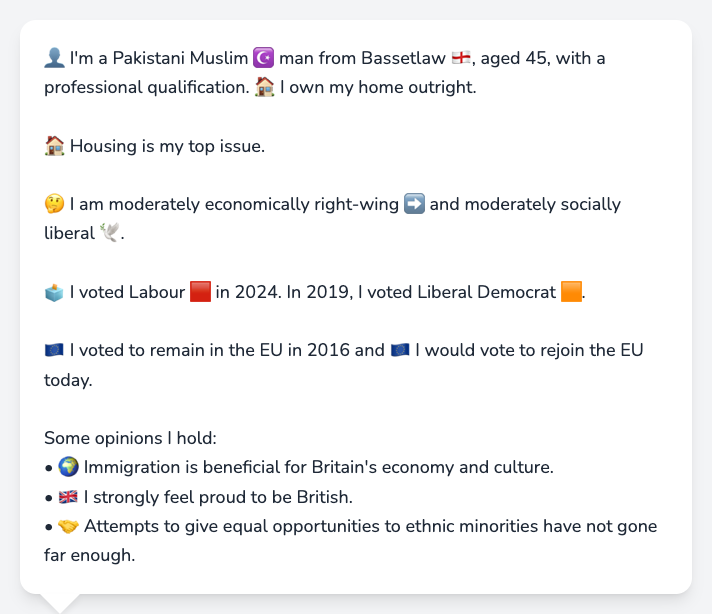 👤 I'm a Pakistani Muslim ☪️ man from Bassetlaw 🏴󠁧󠁢󠁥󠁮󠁧󠁿, aged 45, with a
professional qualification. 🏠 I own my home outright.
🏠 Housing is my top issue.
🤔 I am moderately economically right-wing ➡️ and moderately socially
liberal 🕊️.
🗳️ I voted Labour 🟥 in 2024. In 2019, I voted Liberal Democrat 🟧.
🇪🇺 I voted to remain in the EU in 2016 and 🇪🇺 I would vote to rejoin the EU
today.
Some opinions I hold:
• 🌍 Immigration is beneficial for Britain's economy and culture.
• 🇬🇧 I strongly feel proud to be British.
• 🤝 Attempts to give equal opportunities to ethnic minorities have not gone
far enough.